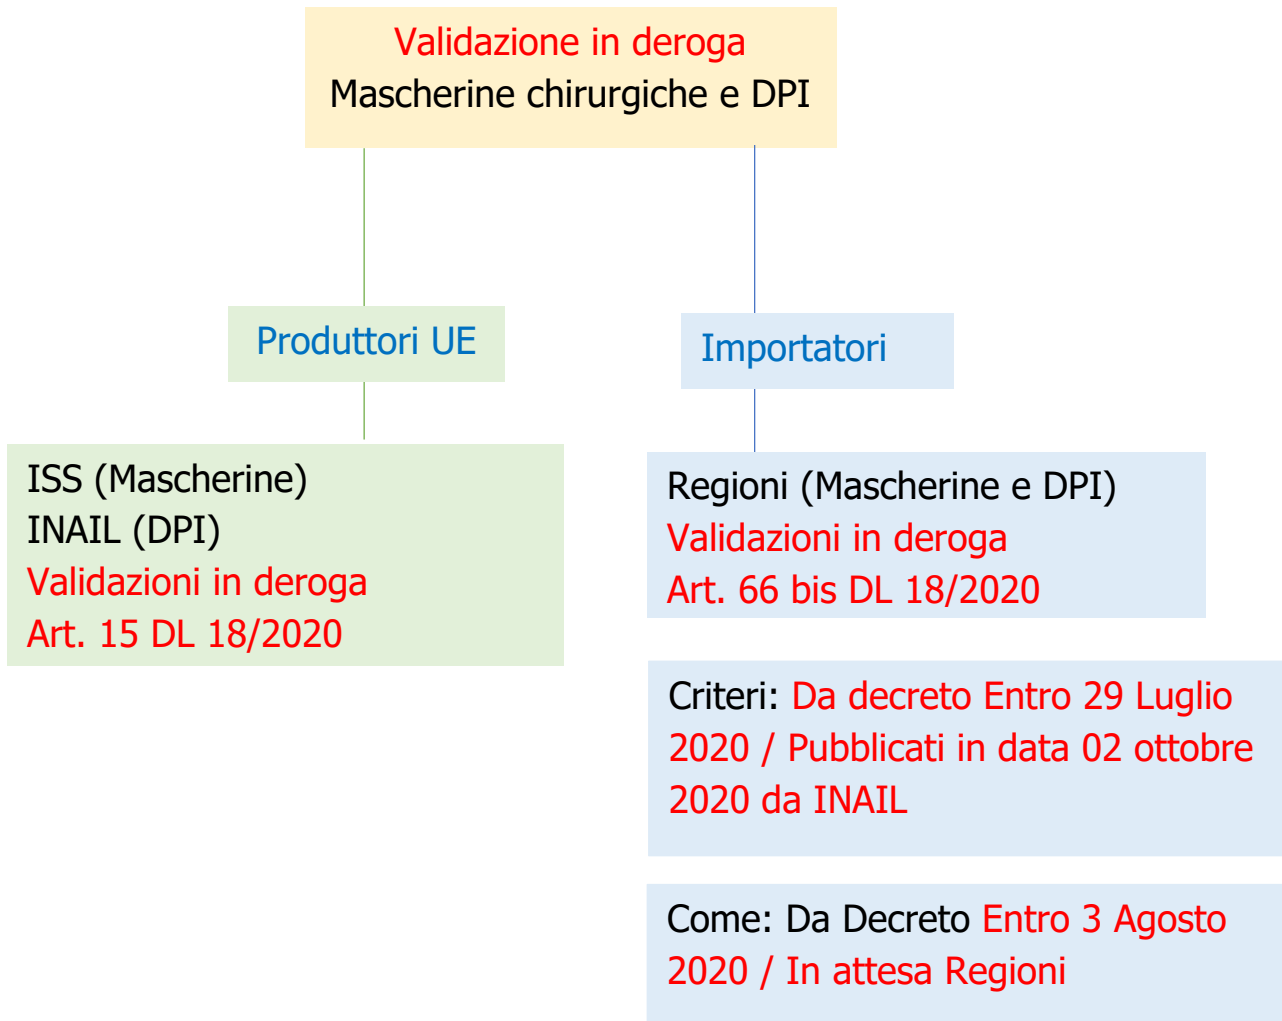 Validazione in deroga
Mascherine chirurgiche e DPI
Produttori UE
Importatori
ISS (Mascherine)
INAIL (DPI)
Validazioni in deroga
Art. 15 DL 18/2020
Regioni (Mascherine e DPI)
Validazioni in deroga
Art. 66 bis DL 18/2020
Criteri: Da decreto Entro 29 Luglio
2020 / Pubblicati in data 02 ottobre
2020 da INAIL
Come: Da Decreto Entro 3 Agosto
2020 / In attesa Regioni